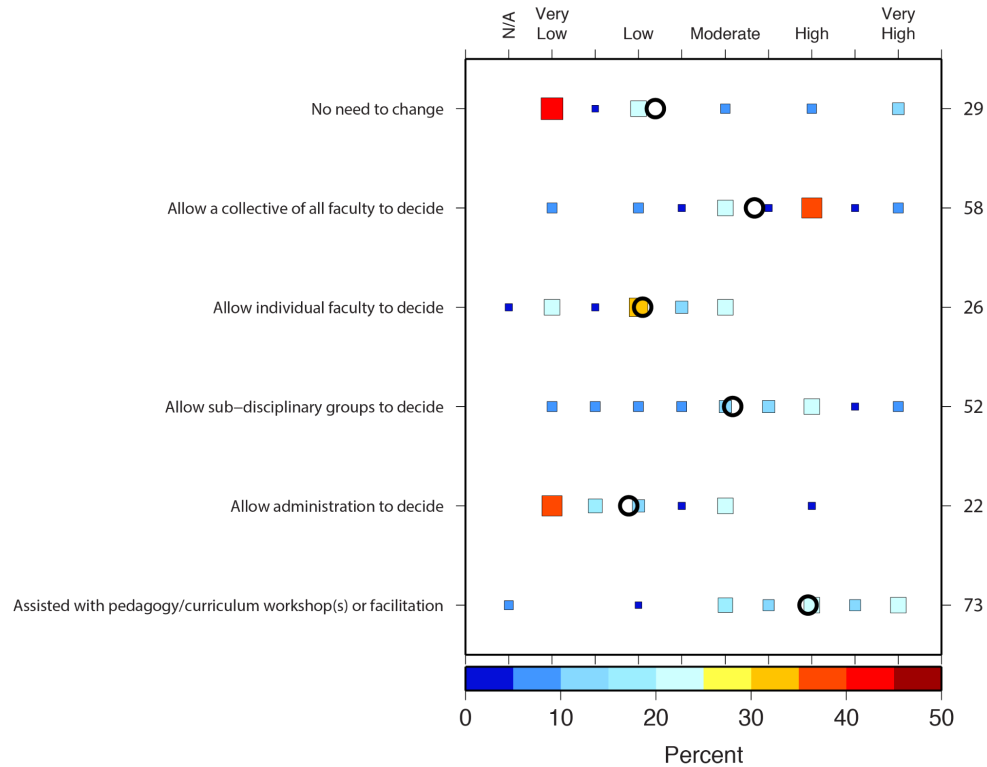 N/A
Very
Low
Low
Moderate
High
Very
High
No need to change 29
Allow a collective of all faculty to decide 58
Allow individual faculty to decide 26
Allow sub–disciplinary groups to decide 52
Allow administration to decide 22
Assisted with pedagogy/curriculum workshop(s) or facilitation 73
0 10 20 30 40 50
Percent